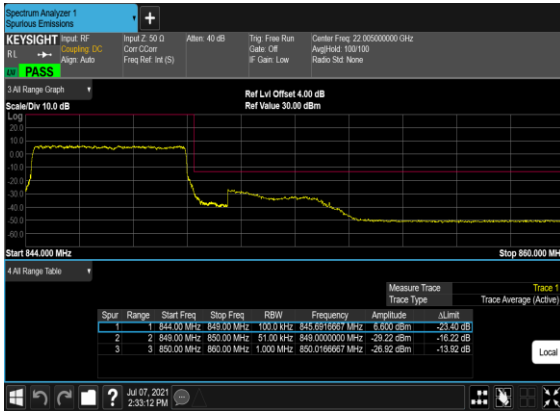 Spectrum Analyzer 1
Spurious Emissions
KEYSIGHT Input: RF Input Z: 50 Ω Atten: 40 dB Trig: Free Run Center Freq: 22.005000000 GHz
RL Coupling: DC Corr CCorr Gate: Off Avg|Hold: 100/100
Align: Auto Freq Ref: Int (S) IF Gain: Low Radio Std: None
PASS
3 All Range Graph
Ref Lvl Offset 4.00 dB
Scale/Div 10.0 dB Ref Value 30.00 dBm
Log
20.0
10.0
0.00
-10.0
-20.0
-30.0
-40.0
-50.0
-60.0
Start 844.000 MHz Stop 860.000 MH
4 All Range Table
Measure Trace Trace 1
Trace Type Trace Average (Active)
Spur Range Start Freq Stop Freq RBW Frequency Amplitude ΔLimit
1 1 844.00 MHz 849.00 MHz 100.0 kHz 845.6916667 MHz 6.600 dBm -23.40 dB
2 2 849.00 MHz 850.00 MHz 51.00 kHz 849.0000000 MHz -29.22 dBm -16.22 dB
3 3 850.00 MHz 860.00 MHz 1.000 MHz 850.0166667 MHz -26.92 dBm -13.92 dB
Local
Jul 07, 2021
2:33:12 PM